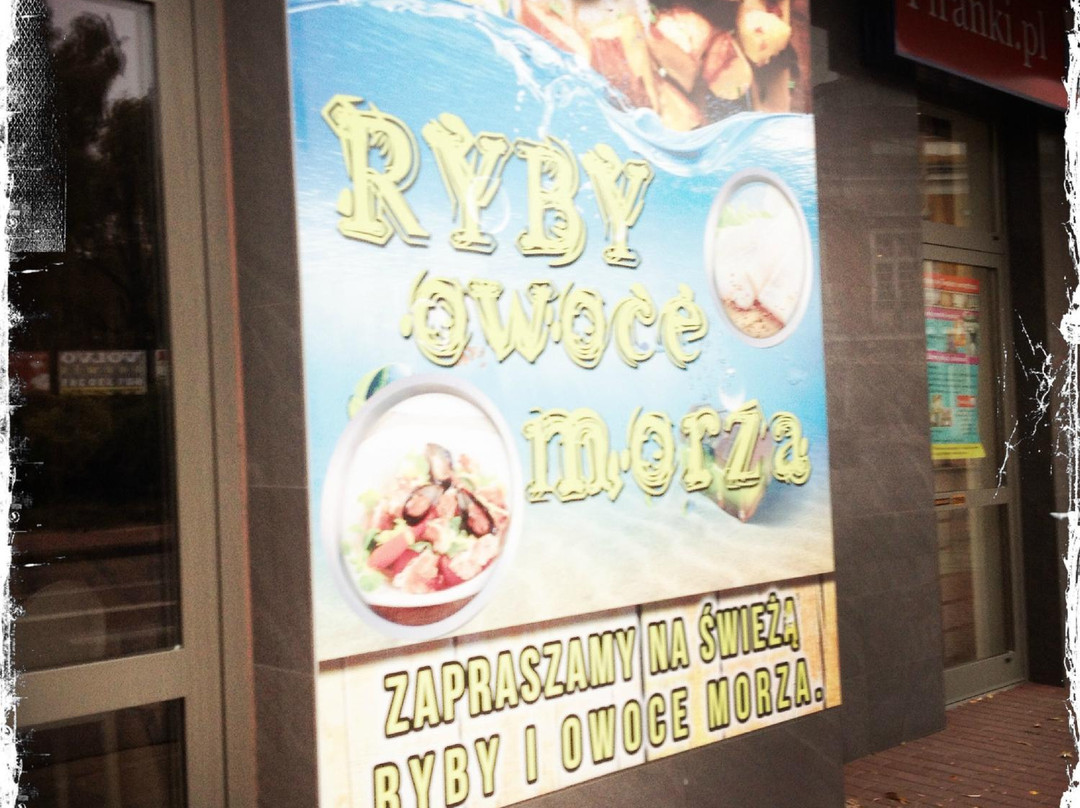 RYBY
owoce
morza
ZAPRASZAMY NA ŚWIEŻĄ
RYBY I OWOCE MORZA.